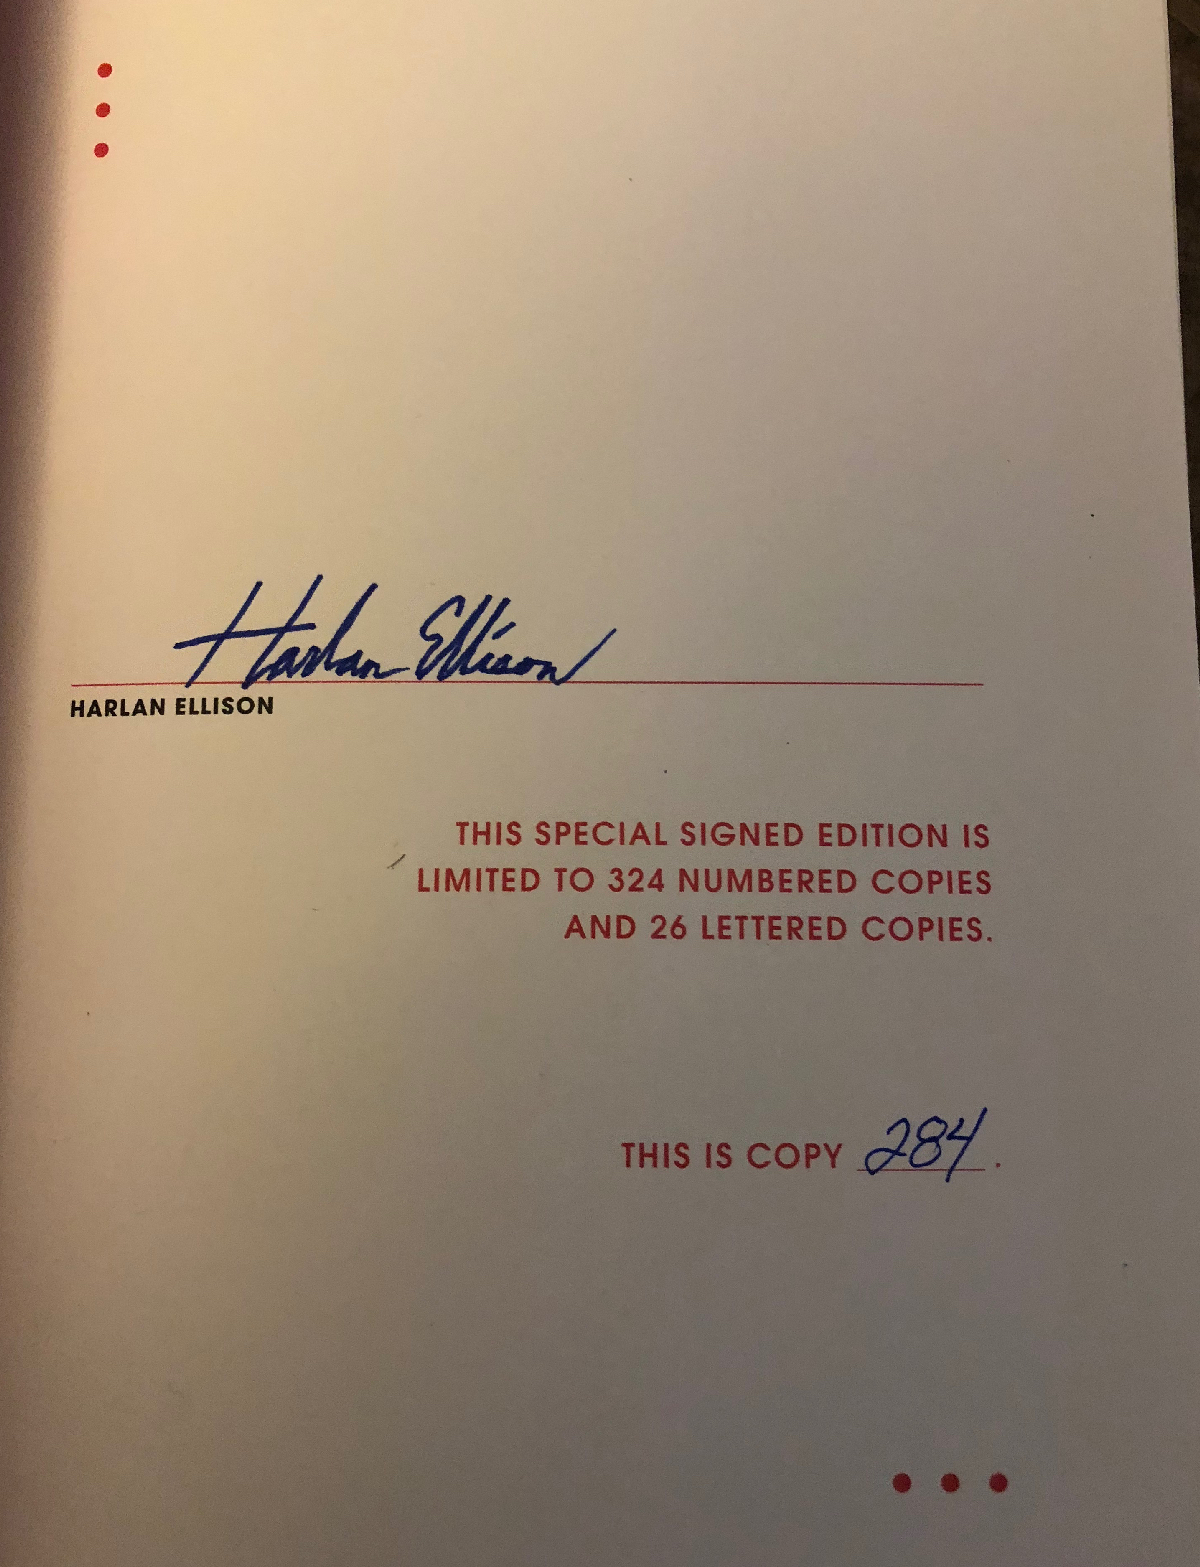 Harlan Ellison
HARLAN ELLISON
THIS SPECIAL SIGNED EDITION IS
LIMITED TO 324 NUMBERED COPIES
AND 26 LETTERED COPIES.
THIS IS COPY 284.